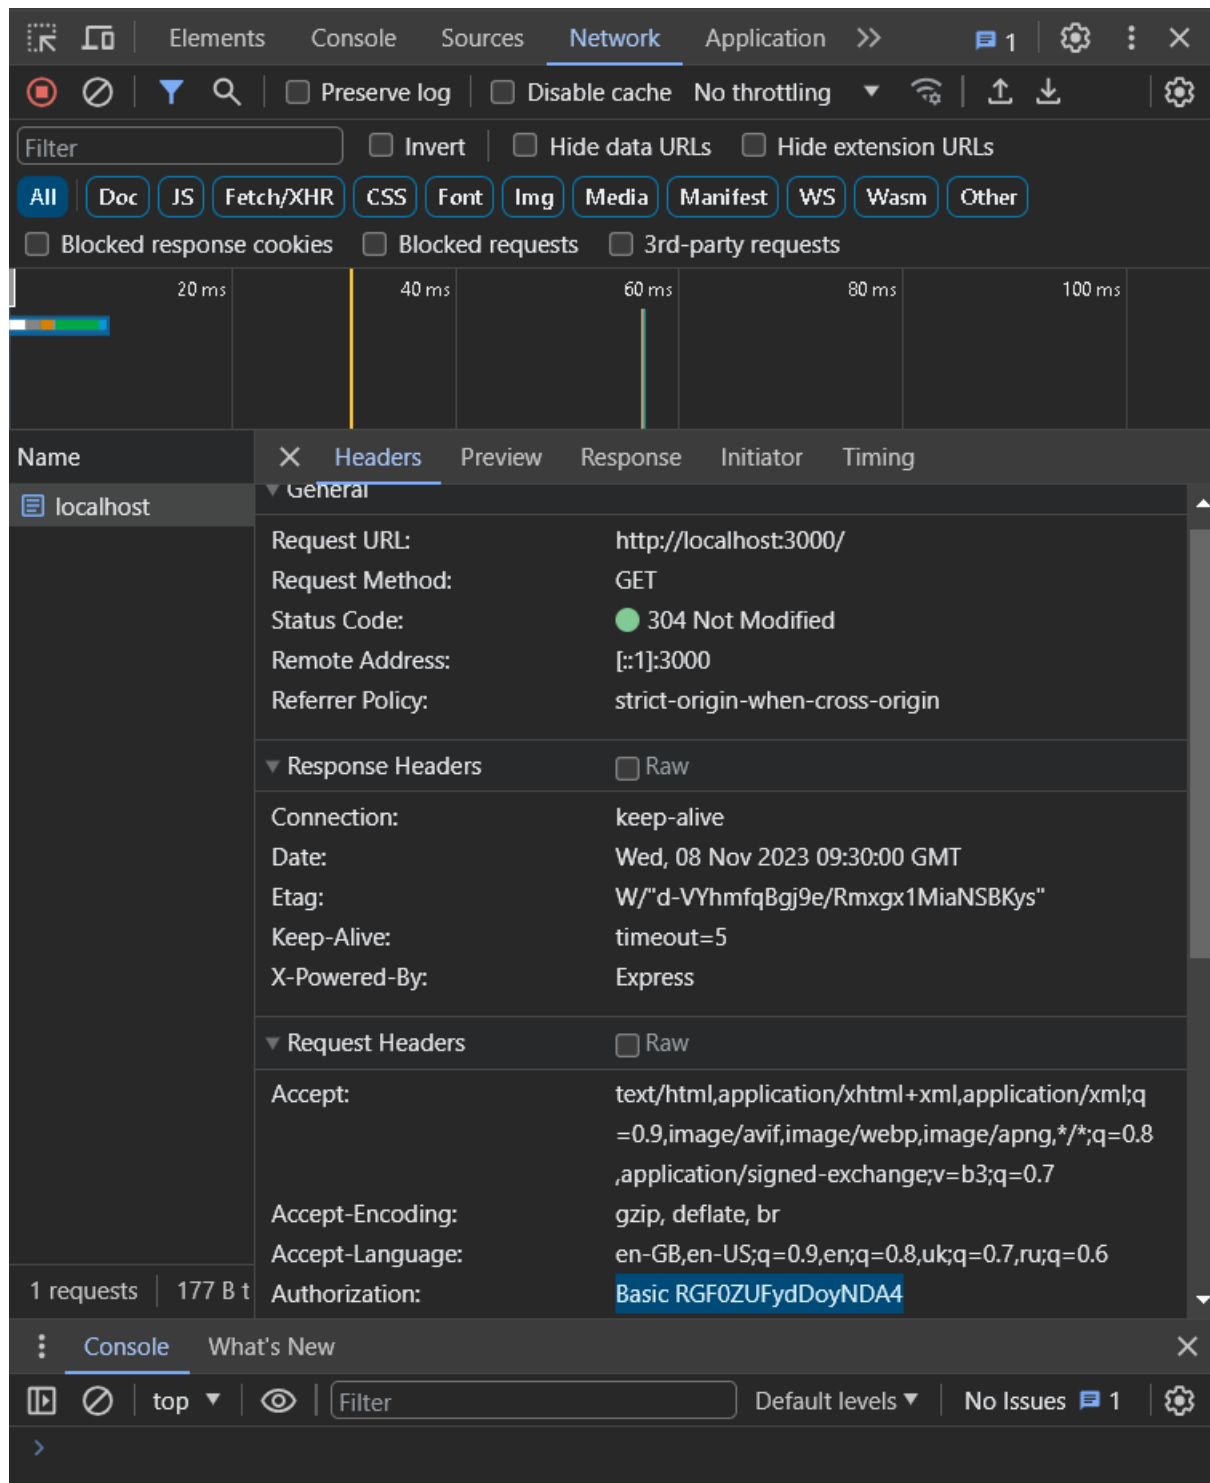 Elements Console Sources Network Application 1
Preserve log Disable cache No throttling
Filter Invert Hide data URLs Hide extension URLs
All Doc JS Fetch/XHR CSS Font Img Media Manifest WS Wasm Other
Blocked response cookies Blocked requests 3rd-party requests
20 ms 40 ms 60 ms 80 ms 100 ms
Name Headers Preview Response Initiator Timing
General
localhost
Request URL: http://localhost:3000/
Request Method: GET
Status Code: 304 Not Modified
Remote Address: [::1]:3000
Referrer Policy: strict-origin-when-cross-origin
Response Headers Raw
Connection: keep-alive
Date: Wed, 08 Nov 2023 09:30:00 GMT
Etag: W/"d-VYhmfqBgj9e/Rmxgx1MiaNSBKys"
Keep-Alive: timeout=5
X-Powered-By: Express
Request Headers Raw
Accept: text/html,application/xhtml+xml,application/xml;q
=0.9,image/avif,image/webp,image/apng,*/*;q=0.8
,application/signed-exchange;v=b3;q=0.7
Accept-Encoding: gzip, deflate, br
Accept-Language: en-GB,en-US;q=0.9,en;q=0.8,uk;q=0.7,ru;q=0.6
1 requests 177 B t Authorization: Basic RGF0ZUFydDoyNDA4
Console What's New
top Filter Default levels No Issues 1